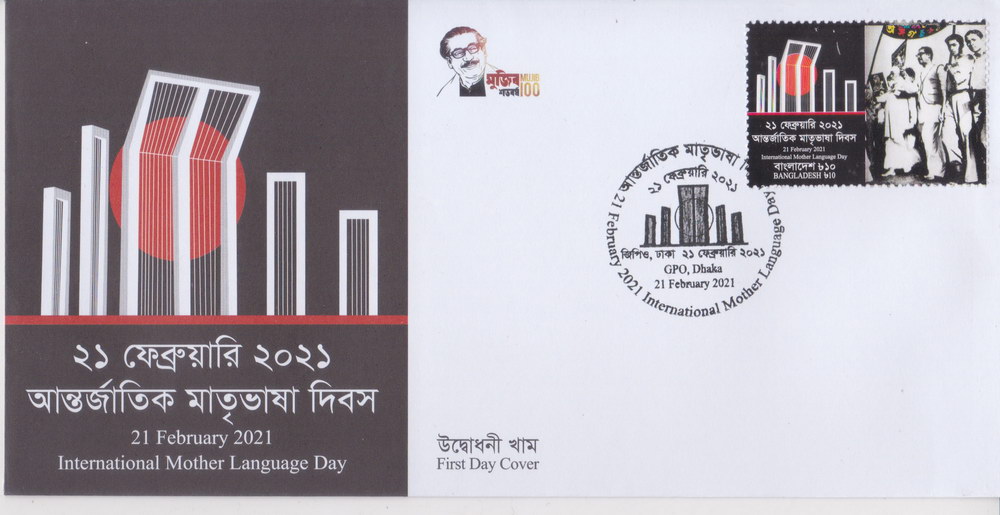 ২১ ফেব্রুয়ারি ২০২১
আন্তর্জাতিক মাতৃভাষা দিবস
21 February 2021
International Mother Language Day
মুজিব
শতবর্ষ
MUJIB
100
২১ ফেব্রুয়ারি ২০২১
আন্তর্জাতিক মাতৃভাষা দিবস
21 February 2021
International Mother Language Day
বাংলাদেশ ৳১০
BANGLADESH ৳10
আন্তর্জাতিক মাতৃভাষা
২১ ফেব্রুয়ারি ২০২১
জিপিও, ঢাকা ২১ ফেব্রুয়ারি ২০২১
GPO, Dhaka
21 February 2021
21 February 2021 International Mother Language Day
উদ্বোধনী খাম
First Day Cover